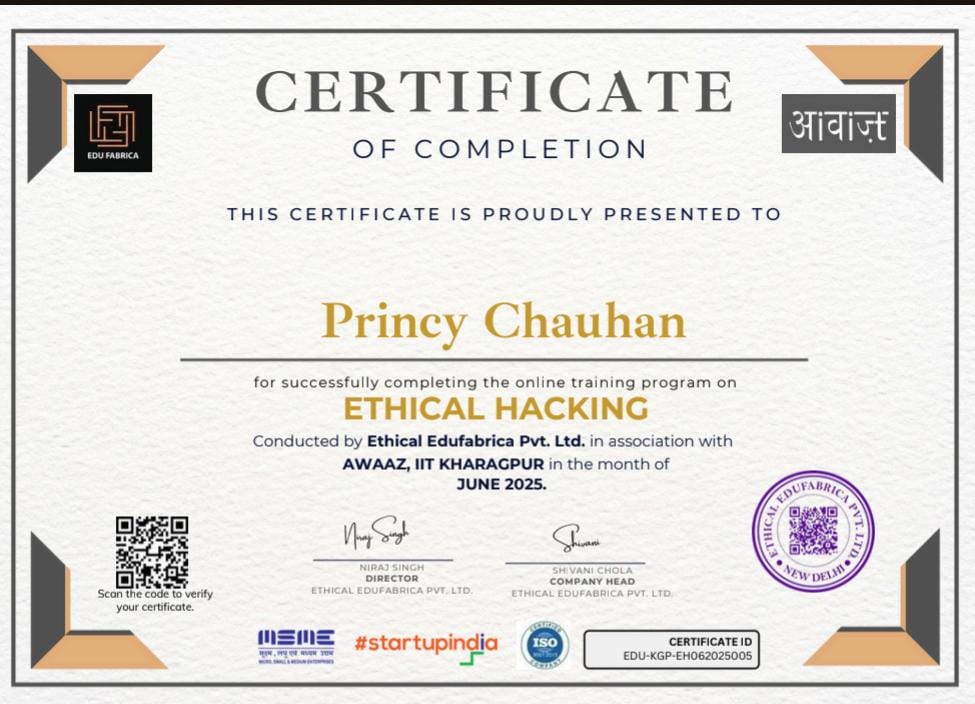 CERTIFICATE
EDU FABRICA
आवाज़
OF COMPLETION
THIS CERTIFICATE IS PROUDLY PRESENTED TO
Princy Chauhan
for successfully completing the online training program on
ETHICAL HACKING
Conducted by Ethical Edufabrica Pvt. Ltd. in association with
AWAAZ, IIT KHARAGPUR in the month of
JUNE 2025.
Niraj Singh
Shivani
NIRAJ SINGH
DIRECTOR
ETHICAL EDUFABRICA PVT. LTD.
SHIVANI CHOLA
COMPANY HEAD
ETHICAL EDUFABRICA PVT. LTD.
ETHICAL EDUFABRICA PVT. LTD.
NEW DELHI
Scan the code to verify
your certificate.
MSME
सूक्ष्म, लघु एवं मध्यम उद्यम
MICRO, SMALL & MEDIUM ENTERPRISES
#startupindia
CERTIFIED
ISO
9001:2015
COMPANY
CERTIFICATE ID
EDU-KGP-EH062025005